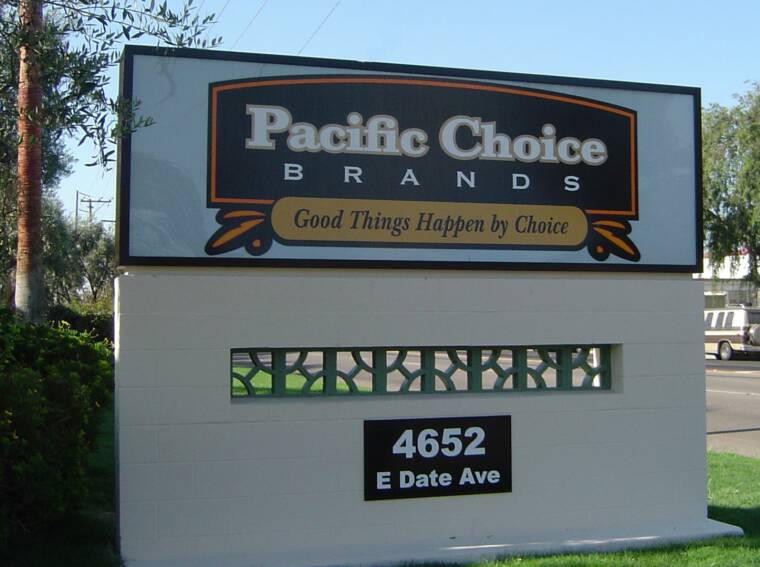 Pacific Choice
BRANDS
Good Things Happen by Choice
4652
E Date Ave